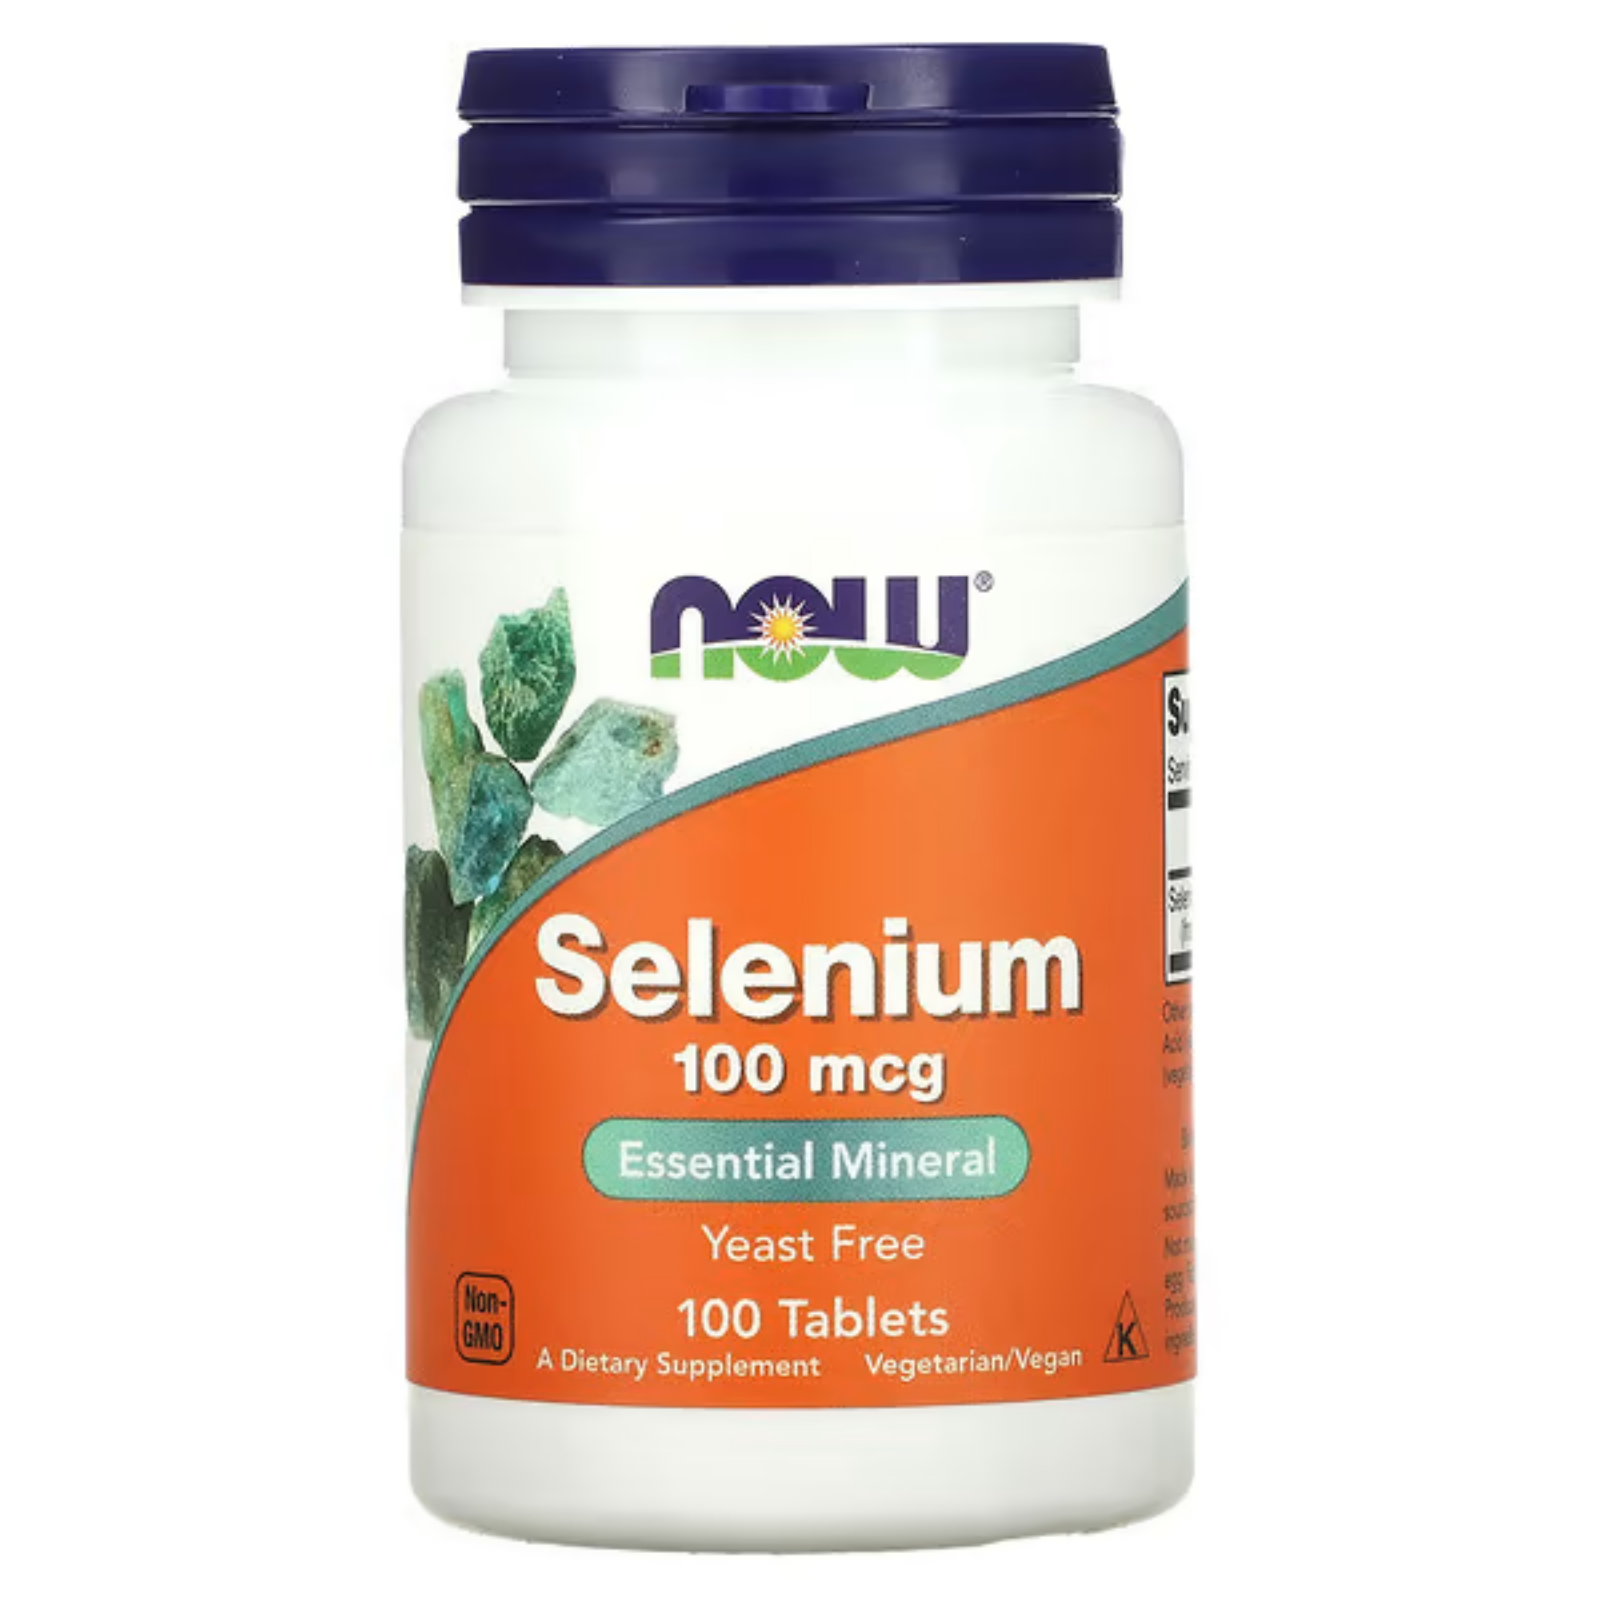 NOW®
Selenium
100 mcg
Essential Mineral
Yeast Free
100 Tablets
A Dietary Supplement Vegetarian/Vegan
Non-
GMO
K